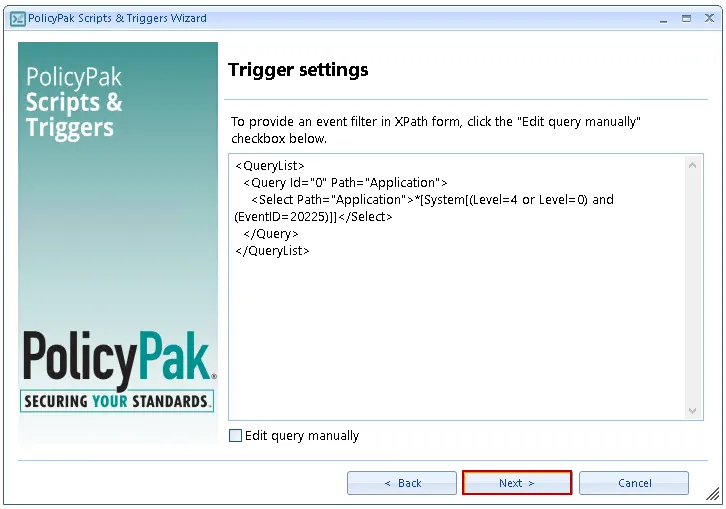 PolicyPak Scripts & Triggers Wizard
PolicyPak
Scripts &
Triggers
Trigger settings
To provide an event filter in XPath form, click the "Edit query manually"
checkbox below.
<QueryList>
<Query Id="0" Path="Application">
<Select Path="Application">*[System[(Level=4 or Level=0) and
(EventID=20225)]]</Select>
</Query>
</QueryList>
PolicyPak®
SECURING YOUR STANDARDS.
Edit query manually
< Back
Next >
Cancel